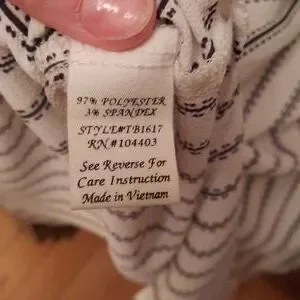 97% POLYESTER
3% SPANDEX
STYLE#TB1617
RN#104403
See Reverse For
Care Instruction
Made in Vietnam